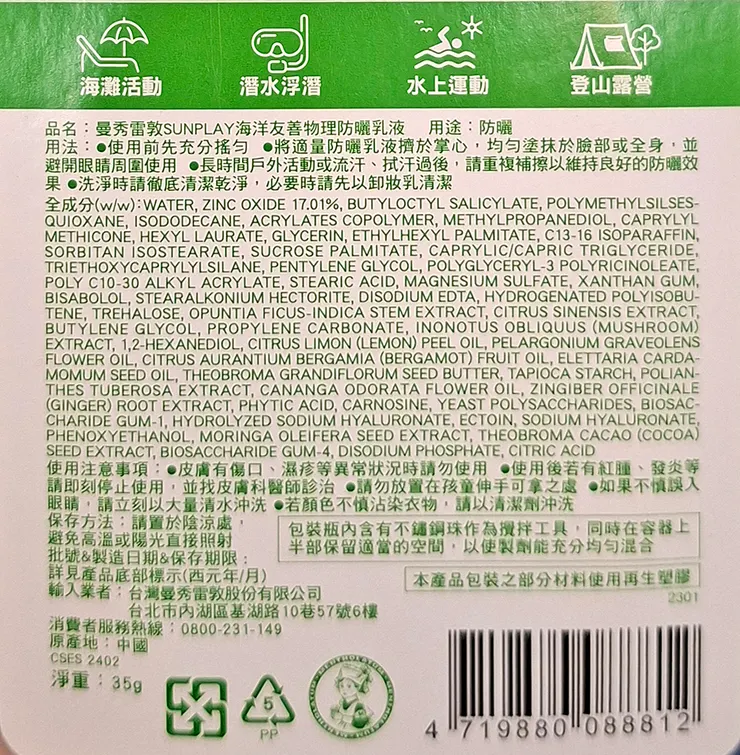 海灘活動
潛水浮潛
水上運動
登山露營
品名：曼秀雷敦SUNPLAY海洋友善物理防曬乳液 用途：防曬
用法：●使用前先充分搖勻 ●將適量防曬乳液擠於掌心，均勻塗抹於臉部或全身，並
避開眼睛周圍使用 ●長時間戶外活動或流汗、拭汗過後，請重複補擦以維持良好的防曬效
果 ●洗淨時請徹底清潔乾淨，必要時請先以卸妝乳清潔
全成分(w/w)：WATER, ZINC OXIDE 17.01%, BUTYLOCTYL SALICYLATE, POLYMETHYLSILSES-
QUIOXANE, ISODODECANE, ACRYLATES COPOLYMER, METHYLPROPANEDIOL, CAPRYLYL
METHICONE, HEXYL LAURATE, GLYCERIN, ETHYLHEXYL PALMITATE, C13-16 ISOPARAFFIN,
SORBITAN ISOSTEARATE, SUCROSE PALMITATE, CAPRYLIC/CAPRIC TRIGLYCERIDE,
TRIETHOXYCAPRYLYLSILANE, PENTYLENE GLYCOL, POLYGLYCERYL-3 POLYRICINOLEATE,
POLY C10-30 ALKYL ACRYLATE, STEARIC ACID, MAGNESIUM SULFATE, XANTHAN GUM,
BISABOLOL, STEARALKONIUM HECTORITE, DISODIUM EDTA, HYDROGENATED POLYISOBU-
TENE, TREHALOSE, OPUNTIA FICUS-INDICA STEM EXTRACT, CITRUS SINENSIS EXTRACT,
BUTYLENE GLYCOL, PROPYLENE CARBONATE, INONOTUS OBLIQUUS (MUSHROOM)
EXTRACT, 1,2-HEXANEDIOL, CITRUS LIMON (LEMON) PEEL OIL, PELARGONIUM GRAVEOLENS
FLOWER OIL, CITRUS AURANTIUM BERGAMIA (BERGAMOT) FRUIT OIL, ELETTARIA CARDA-
MOMUM SEED OIL, THEOBROMA GRANDIFLORUM SEED BUTTER, TAPIOCA STARCH, POLIAN-
THES TUBEROSA EXTRACT, CANANGA ODORATA FLOWER OIL, ZINGIBER OFFICINALE
(GINGER) ROOT EXTRACT, PHYTIC ACID, CARNOSINE, YEAST POLYSACCHARIDES, BIOSAC-
CHARIDE GUM-1, HYDROLYZED SODIUM HYALURONATE, ECTOIN, SODIUM HYALURONATE,
PHENOXYETHANOL, MORINGA OLEIFERA SEED EXTRACT, THEOBROMA CACAO (COCOA)
SEED EXTRACT, BIOSACCHARIDE GUM-4, DISODIUM PHOSPHATE, CITRIC ACID
使用注意事項：●皮膚有傷口、濕疹等異常狀況時請勿使用 ●使用後若有紅腫、發炎等
請即刻停止使用，並找皮膚科醫師診治 ●請勿放置在孩童伸手可拿之處 ●如果不慎誤入
眼睛，請立刻以大量清水沖洗 ●若顏色不慎沾染衣物，請以清潔劑沖洗
保存方法：請置於陰涼處，
避免高溫或陽光直接照射
批號&製造日期&保存期限：
詳見產品底部標示(西元年/月)
包裝瓶內含有不鏽鋼珠作為攪拌工具，同時在容器上
半部保留適當的空間，以使製劑能充分均勻混合
本產品包裝之部分材料使用再生塑膠
2301
輸入業者：台灣曼秀雷敦股份有限公司
台北市內湖區基湖路10巷57號6樓
消費者服務熱線：0800-231-149
原產地：中國
CSES 2402
淨重：35g
5
PP
4 719880 088812